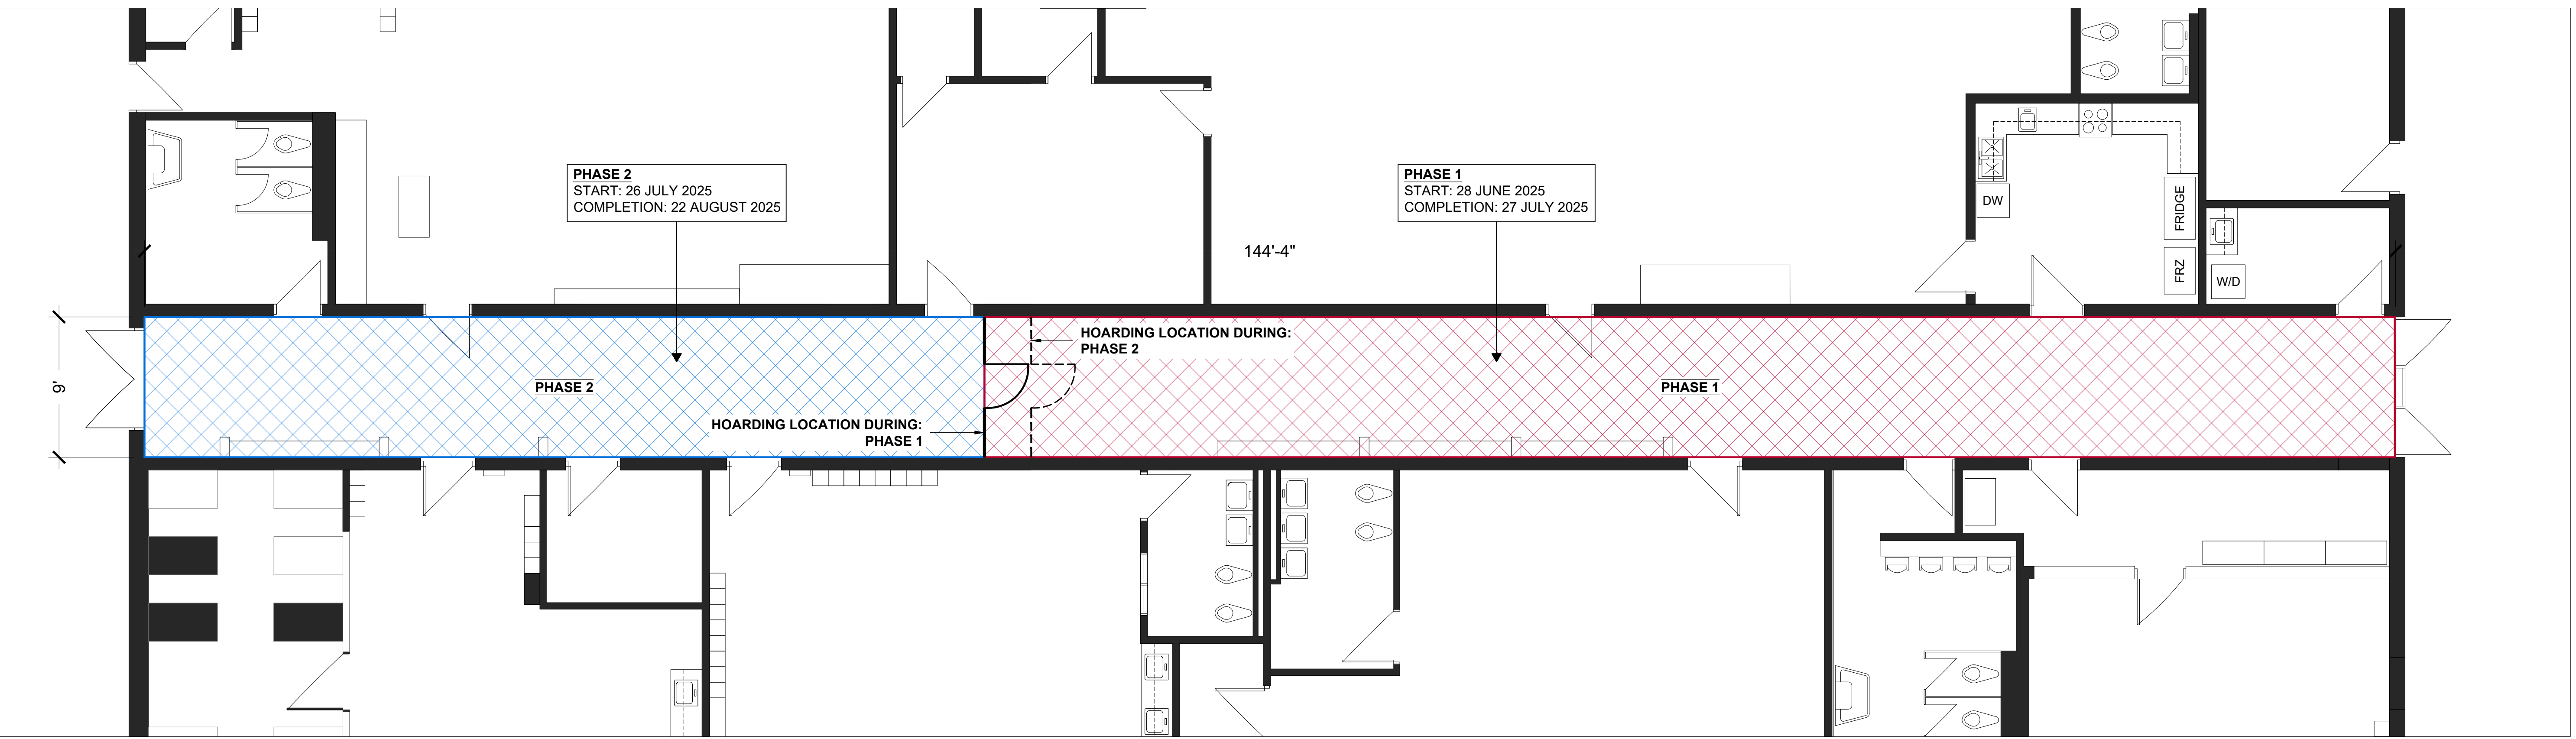 PHASE 2
START: 26 JULY 2025
COMPLETION: 22 AUGUST 2025
PHASE 1
START: 28 JUNE 2025
COMPLETION: 27 JULY 2025
DW
FRIDGE
FRZ
W/D
144'-4"
9'
HOARDING LOCATION DURING:
PHASE 2
PHASE 2
PHASE 1
HOARDING LOCATION DURING:
PHASE 1